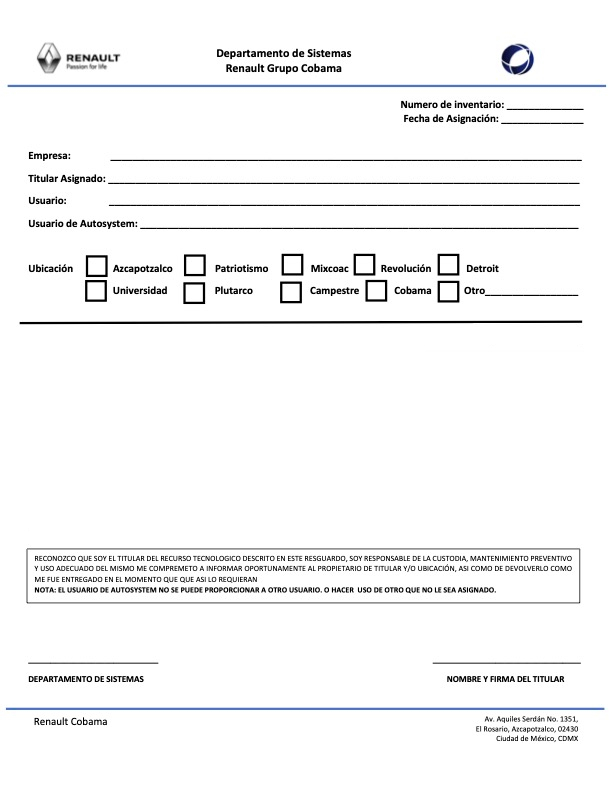 RENAULT
Passion for life
Departamento de Sistemas
Renault Grupo Cobama
Numero de inventario: ______________
Fecha de Asignación: _______________
Empresa: ______________________________
Titular Asignado: ______________________________
Usuario: ______________________________
Usuario de Autosystem: ______________________________
Ubicación Azcapotzalco Patriotismo Mixcoac Revolución Detroit
Universidad Plutarco Campestre Cobama Otro_________________
RECONOZCO QUE SOY EL TITULAR DEL RECURSO TECNOLOGICO DESCRITO EN ESTE RESGUARDO, SOY RESPONSABLE DE LA CUSTODIA, MANTENIMIENTO PREVENTIVO
Y USO ADECUADO DEL MISMO ME COMPREMETO A INFORMAR OPORTUNAMENTE AL PROPIETARIO DE TITULAR Y/O UBICACIÓN, ASI COMO DE DEVOLVERLO COMO
ME FUE ENTREGADO EN EL MOMENTO QUE QUE ASI LO REQUIERAN
NOTA: EL USUARIO DE AUTOSYSTEM NO SE PUEDE PROPORCIONAR A OTRO USUARIO. O HACER USO DE OTRO QUE NO LE SEA ASIGNADO.
DEPARTAMENTO DE SISTEMAS
NOMBRE Y FIRMA DEL TITULAR
Renault Cobama
Av. Aquiles Serdán No. 1351,
El Rosario, Azcapotzalco, 02430
Ciudad de México, CDMX